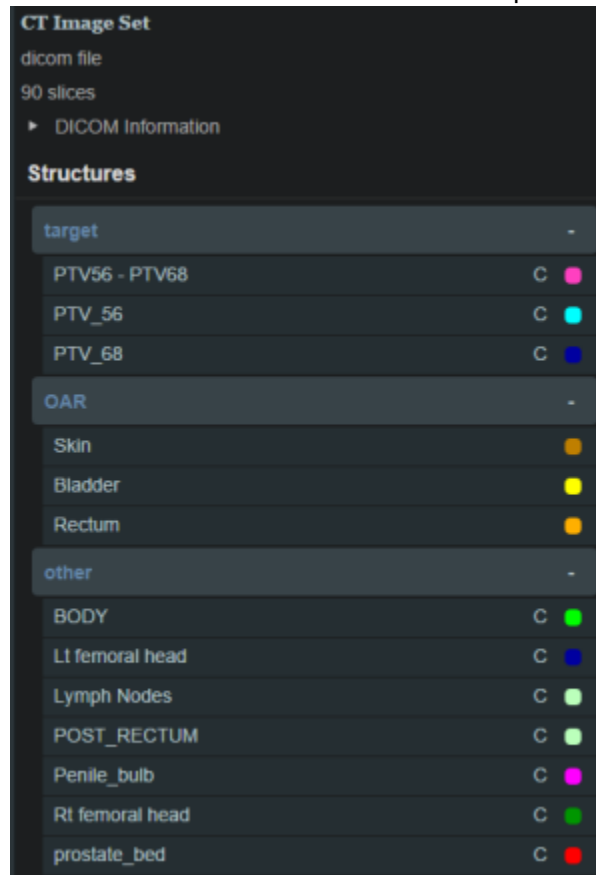 CT Image Set
dicom file
90 slices
▸ DICOM Information
Structures
target -
PTV56 - PTV68 C
PTV_56 C
PTV_68 C
OAR -
Skin
Bladder
Rectum
other -
BODY C
Lt femoral head C
Lymph Nodes C
POST_RECTUM C
Penile_bulb C
Rt femoral head C
prostate_bed C